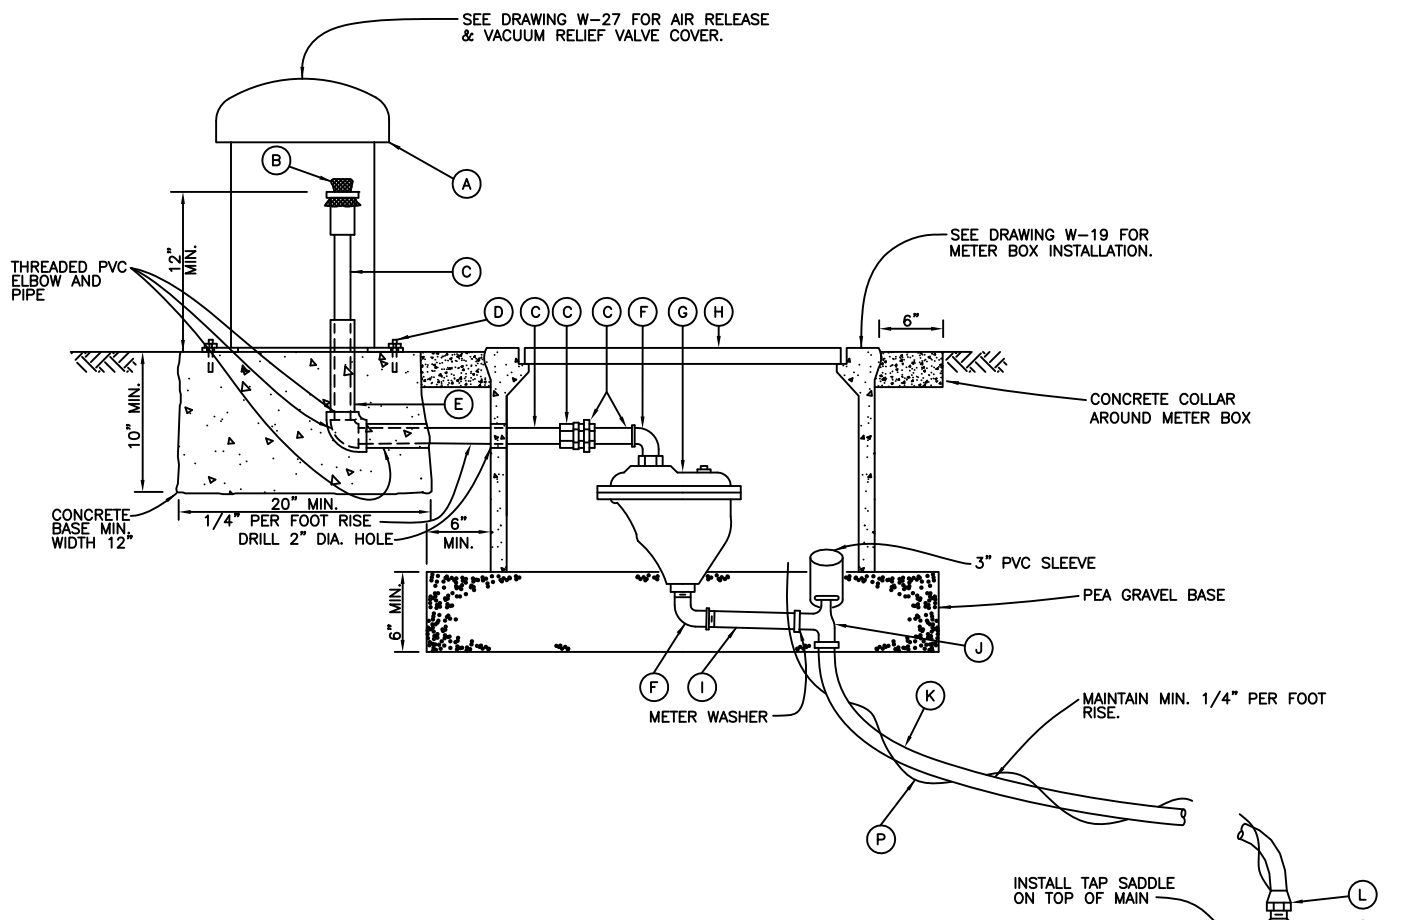 SEE DRAWING W-27 FOR AIR RELEASE
& VACUUM RELIEF VALVE COVER.
B
A
12" MIN.
THREADED PVC
ELBOW AND
PIPE
C
SEE DRAWING W-19 FOR
METER BOX INSTALLATION.
D
C
C
C
F
G
H
6"
10" MIN.
E
CONCRETE COLLAR
AROUND METER BOX
20" MIN.
CONCRETE
BASE MIN.
WIDTH 12"
1/4" PER FOOT RISE
DRILL 2" DIA. HOLE
6"
MIN.
3" PVC SLEEVE
PEA GRAVEL BASE
6" MIN.
J
F
I
METER WASHER
K
MAINTAIN MIN. 1/4" PER FOOT
RISE.
P
INSTALL TAP SADDLE
ON TOP OF MAIN
L